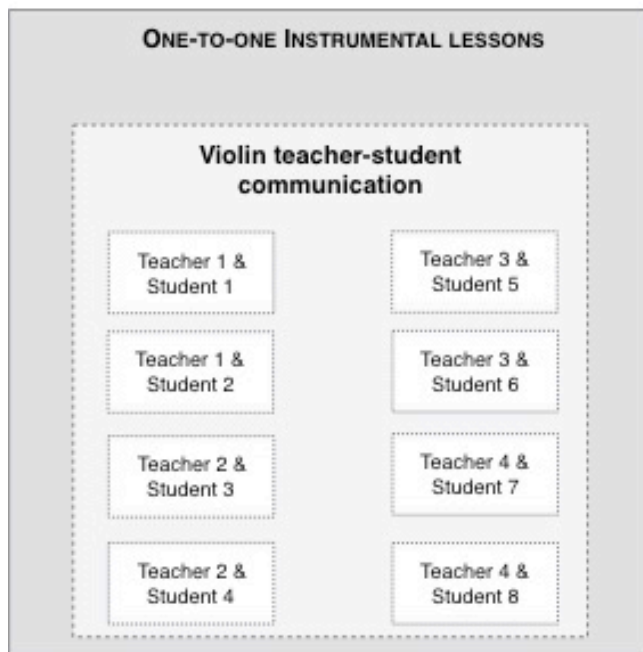 ONE-TO-ONE INSTRUMENTAL LESSONS
Violin teacher-student
communication
Teacher 1 &
Student 1
Teacher 1 &
Student 2
Teacher 2 &
Student 3
Teacher 2 &
Student 4
Teacher 3 &
Student 5
Teacher 3 &
Student 6
Teacher 4 &
Student 7
Teacher 4 &
Student 8